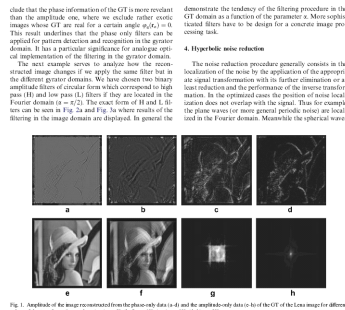 clude that the phase information of the GT is more relevant
than the amplitude one, where we exclude rather exotic
images whose GT are real for a certain angle φₐ(rₒ) = 0.
This result underlines that the phase only filters can be
applied for pattern detection and recognition in the gyrator
domain. It has a particular significance for analogue opti-
cal implementation of the filtering in the gyrator domain.
The next example serves to analyze how the recon-
structed image changes if we apply the same filter but in
the different gyrator domains. We have chosen two binary
amplitude filters of circular form which correspond to high
pass (H) and low pass (L) filters if they are located in the
Fourier domain (α = π/2). The exact form of H and L fil-
ters can be seen in Fig. 2a and Fig. 3a where results of the
filtering in the image domain are displayed. In general the
demonstrate the tendency of the filtering procedure in the
GT domain as a function of the parameter α. More sophis-
ticated filters have to be design for a concrete image pro-
cessing task.
4. Hyperbolic noise reduction
The noise reduction procedure generally consists in the
localization of the noise by the application of the appropri-
ate signal transformation with its further elimination or at
least reduction and the performance of the inverse transfor-
mation. In the optimized cases the position of noise local-
ization does not overlap with the signal. Thus for example
the plane waves (or more general periodic noise) are local-
ized in the Fourier domain. Meanwhile the spherical wave
a b c d
e f g h
Fig. 1. Amplitude of the image reconstructed from the phase-only data (a–d) and the amplitude-only data (e–h) of the GT of the Lena image for different